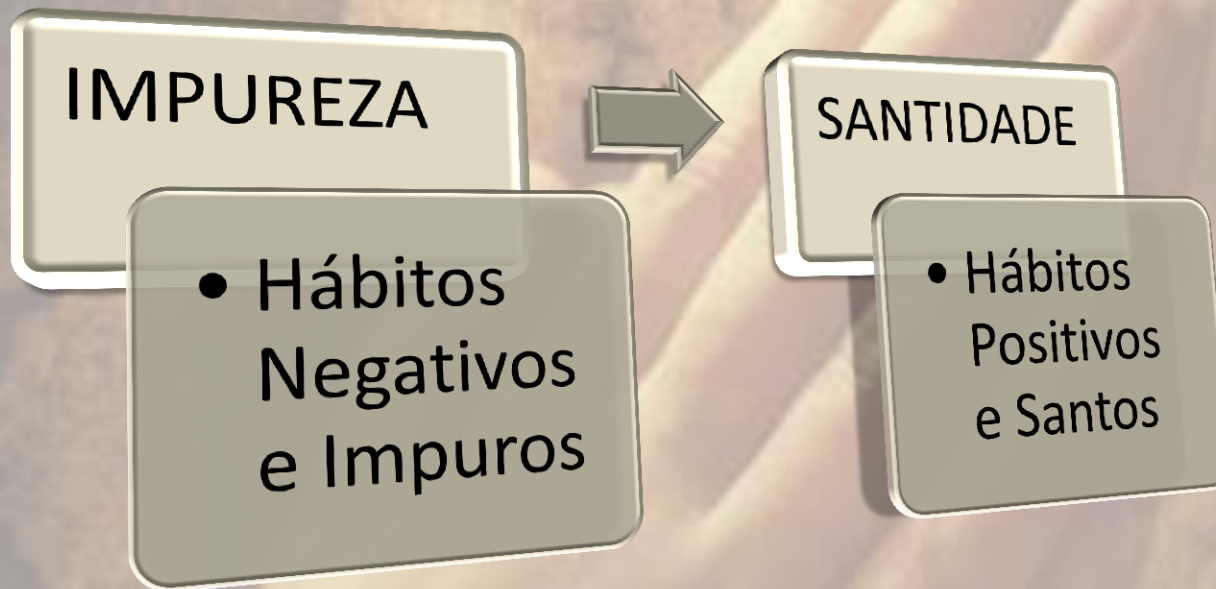 IMPUREZA
• Hábitos
Negativos
e Impuros
SANTIDADE
• Hábitos
Positivos
e Santos